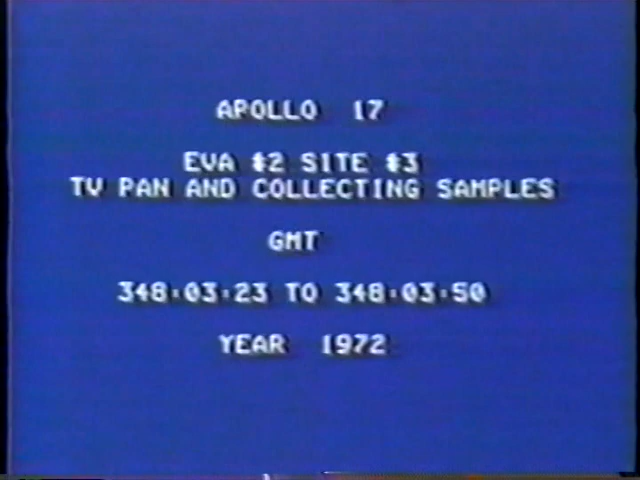 APOLLO 17
EVA #2 SITE #3
TV PAN AND COLLECTING SAMPLES
GMT
348:03:23 TO 348:03:50
YEAR 1972